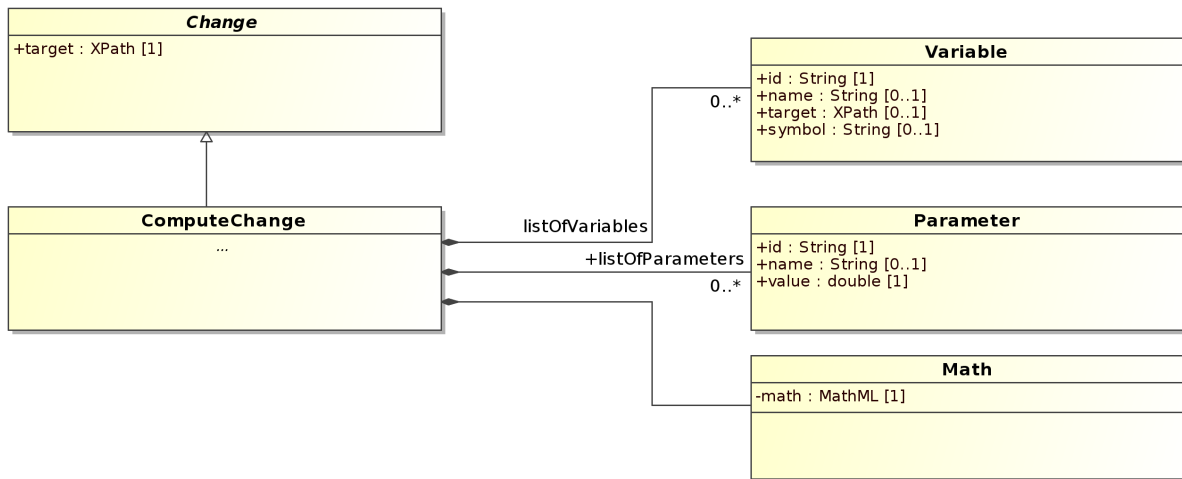 Change
+target : XPath [1]
Variable
+id : String [1]
+name : String [0..1]
+target : XPath [0..1]
+symbol : String [0..1]
0..*
ComputeChange
...
listOfVariables
+listOfParameters
0..*
Parameter
+id : String [1]
+name : String [0..1]
+value : double [1]
Math
-math : MathML [1]